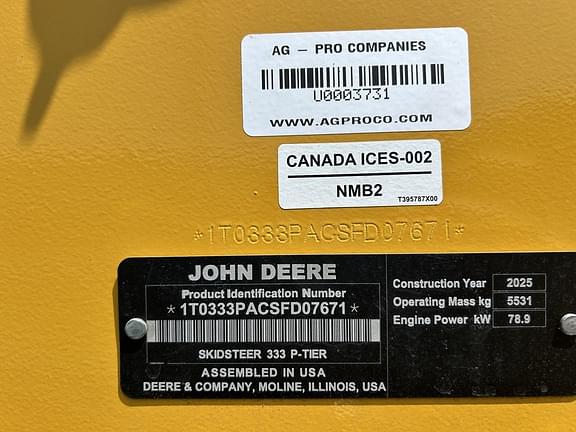 AG - PRO COMPANIES
U0003731
WWW.AGPROCO.COM
CANADA ICES-002
NMB2
T395787X00
*1T0333PACSFD07671*
JOHN DEERE
Product Identification Number
*1T0333PACSFD07671*
SKIDSTEER 333 P-TIER
ASSEMBLED IN USA
DEERE & COMPANY, MOLINE, ILLINOIS, USA
Construction Year 2025
Operating Mass kg 5531
Engine Power kW 78.9